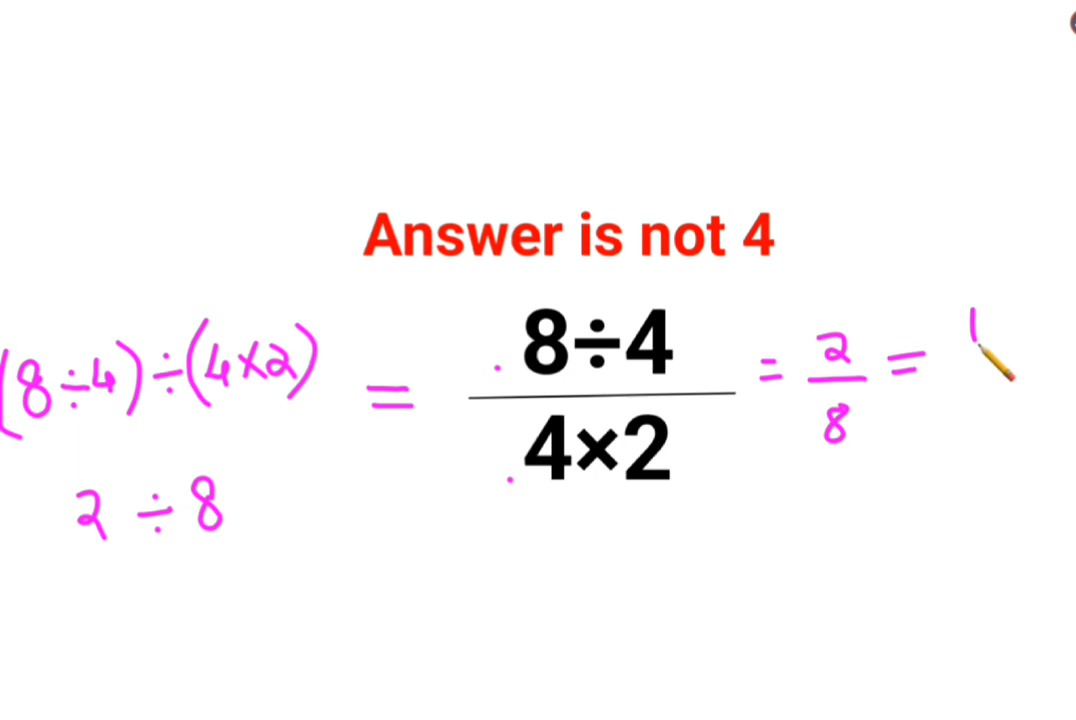 Answer is not 4
(8÷4)÷(4×2) = 8÷4 / 4×2 = 2/8 = 1
2÷8